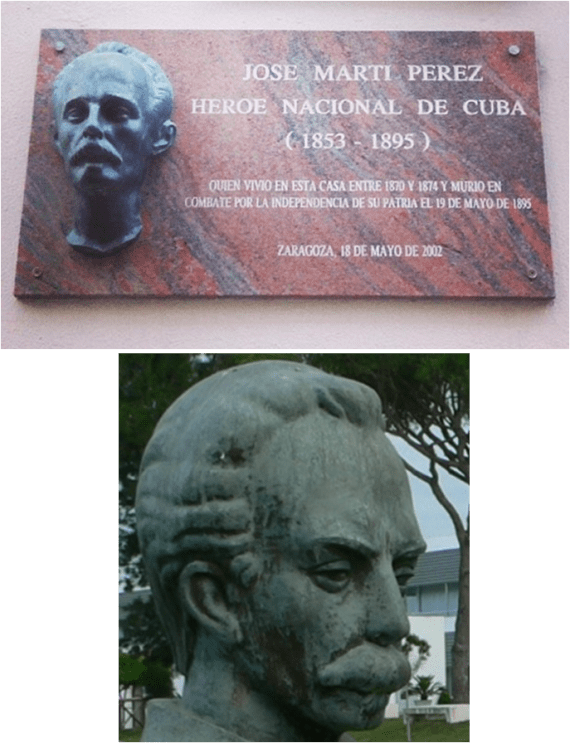 JOSE MARTI PEREZ
HEROE NACIONAL DE CUBA
( 1853 - 1895 )
QUIEN VIVIO EN ESTA CASA ENTRE 1870 Y 1874 Y MURIO EN
COMBATE POR LA INDEPENDENCIA DE SU PATRIA EL 19 DE MAYO DE 1895
ZARAGOZA, 18 DE MAYO DE 2002